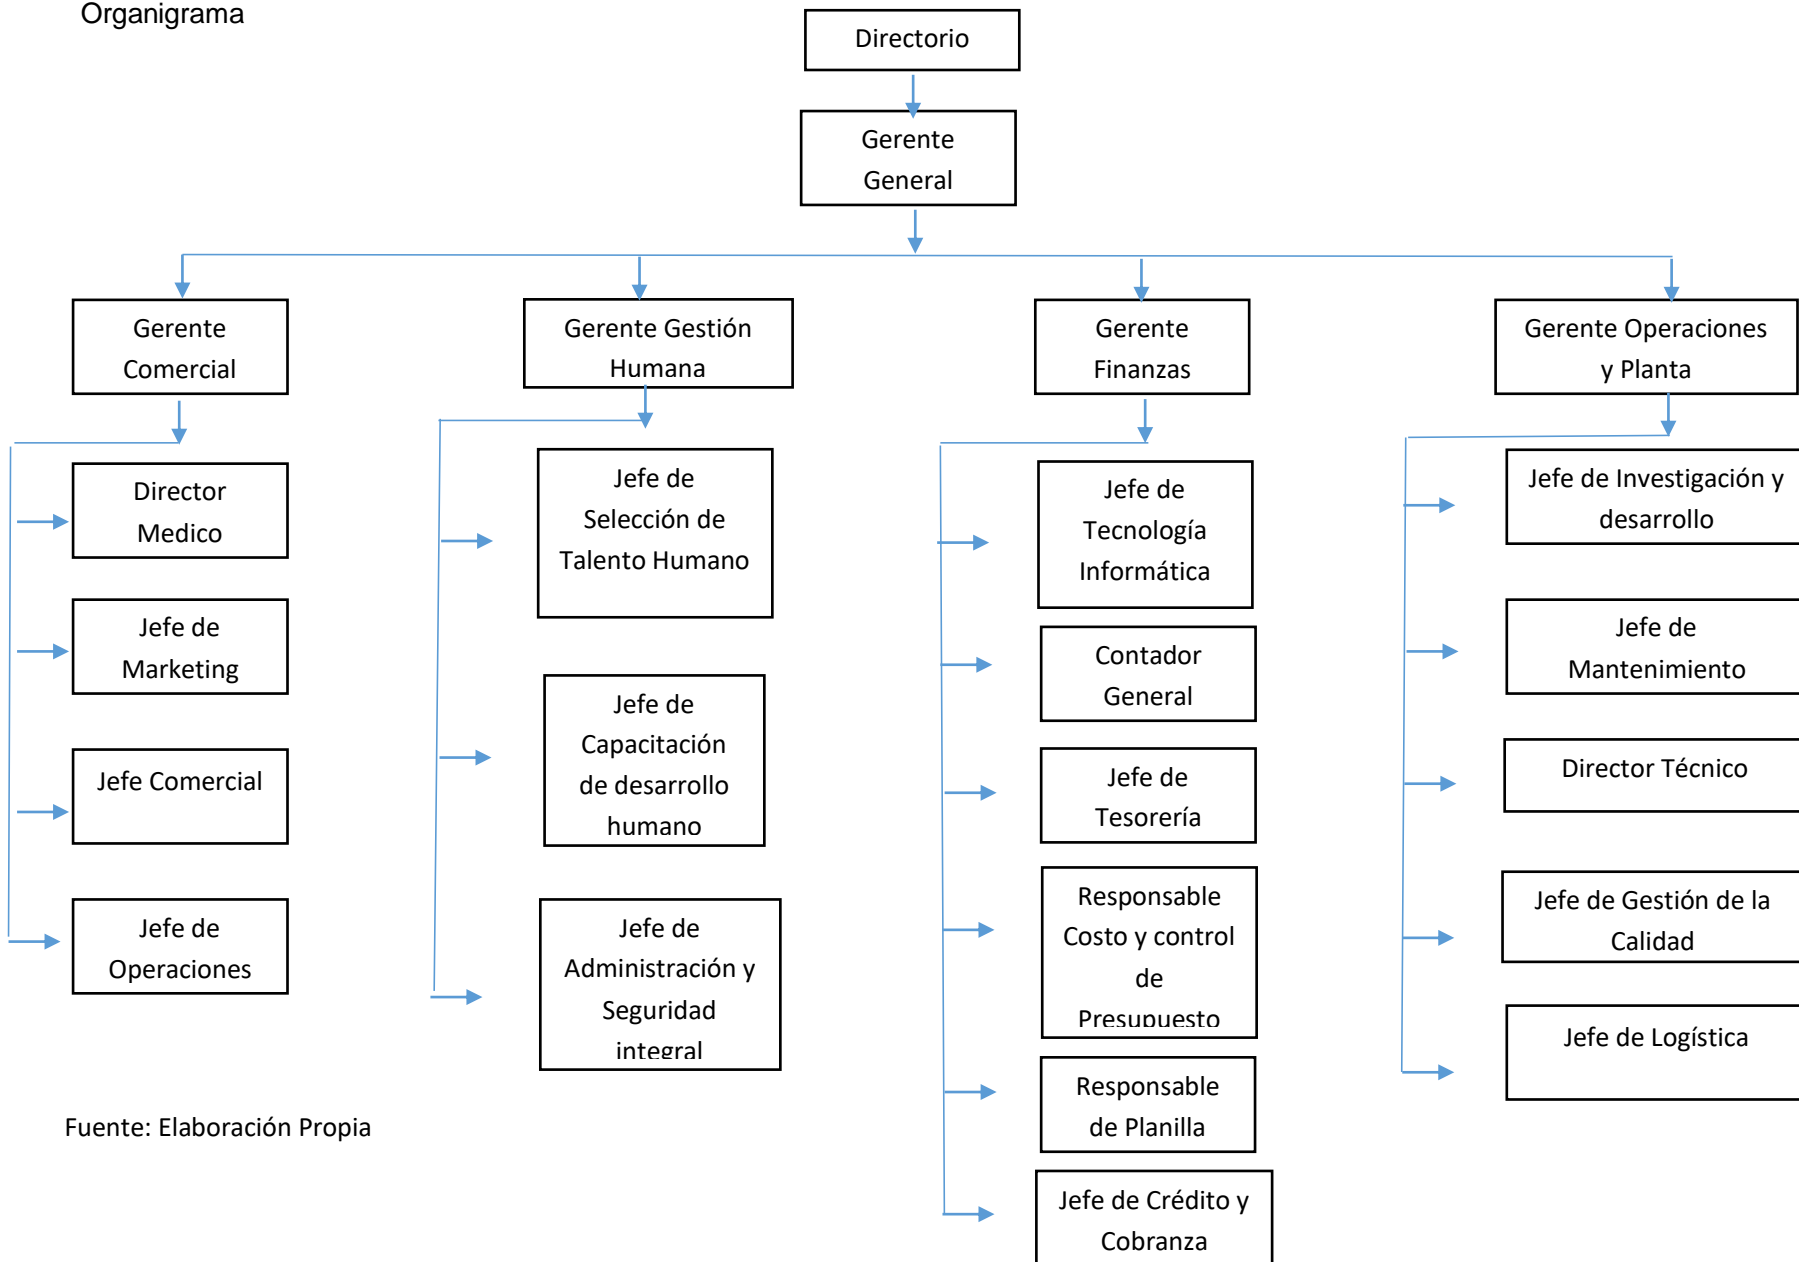 Organigrama
Directorio
Gerente
General
Gerente
Comercial
Gerente Gestión
Humana
Gerente
Finanzas
Gerente Operaciones
y Planta
Director
Medico
Jefe de
Marketing
Jefe Comercial
Jefe de
Operaciones
Jefe de
Selección de
Talento Humano
Jefe de
Capacitación
de desarrollo
humano
Jefe de
Administración y
Seguridad
integral
Jefe de
Tecnología
Informática
Contador
General
Jefe de
Tesorería
Responsable
Costo y control
de
Presupuesto
Responsable
de Planilla
Jefe de Crédito y
Cobranza
Jefe de Investigación y
desarrollo
Jefe de
Mantenimiento
Director Técnico
Jefe de Gestión de la
Calidad
Jefe de Logística
Fuente: Elaboración Propia